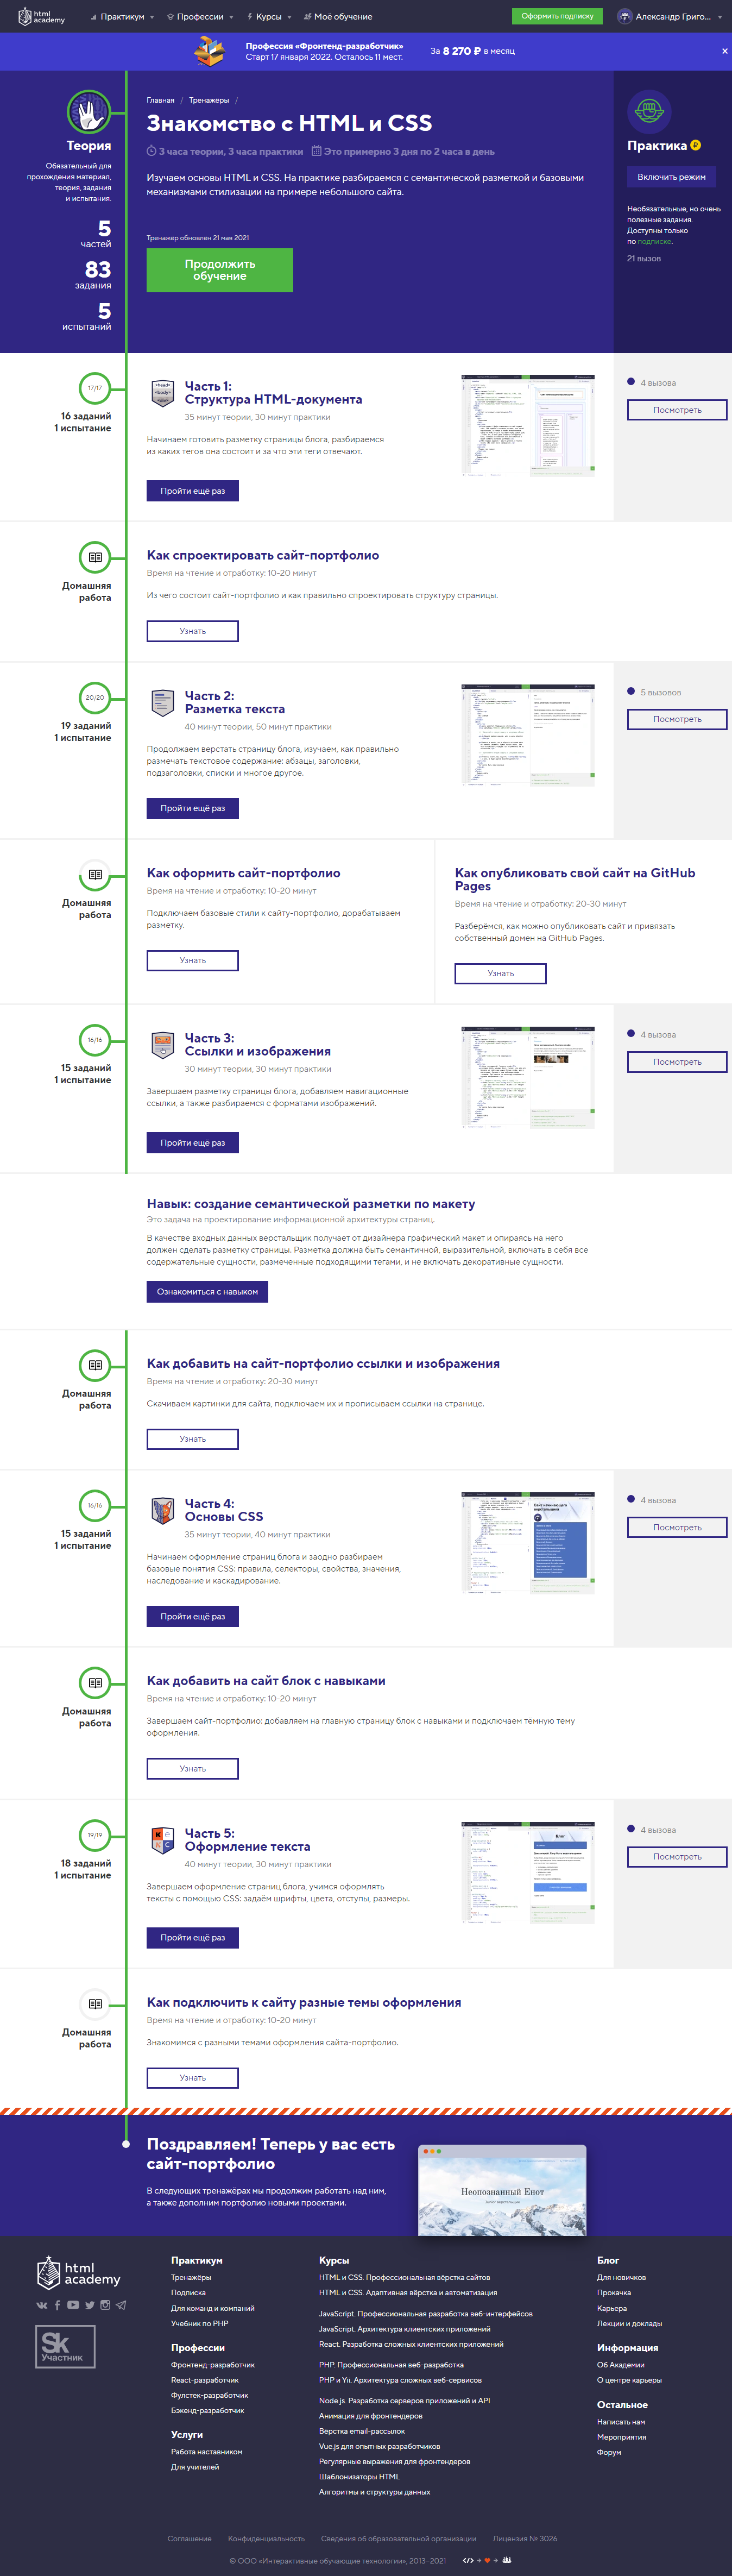 html academy
Практикум
Профессии
Курсы
Моё обучение
Оформить подписку
Александр Григо...
Профессия «Фронтенд-разработчик»
Старт 17 января 2022. Осталось 11 мест.
За 8 270 ₽ в месяц
Теория
Обязательный для
прохождения материал,
теория, задания
и испытания.
5
частей
83
задания
5
испытаний
Главная / Тренажёры /
Знакомство с HTML и CSS
3 часа теории, 3 часа практики
Это примерно 3 дня по 2 часа в день
Изучаем основы HTML и CSS. На практике разбираемся с семантической разметкой и базовыми
механизмами стилизации на примере небольшого сайта.
Тренажёр обновлён 21 мая 2021
Продолжить
обучение
Практика
Включить режим
Необязательные, но очень
полезные задания.
Доступны только
по подписке.
21 вызов
17/17
16 заданий
1 испытание
<head>
<body>
Часть 1:
Структура HTML-документа
35 минут теории, 30 минут практики
Начинаем готовить разметку страницы блога, разбираемся
из каких тегов она состоит и за что эти теги отвечают.
Пройти ещё раз
4 вызова
Посмотреть
Домашняя
работа
Как спроектировать сайт-портфолио
Время на чтение и отработку: 10-20 минут
Из чего состоит сайт-портфолио и как правильно спроектировать структуру страницы.
Узнать
20/20
19 заданий
1 испытание
Часть 2:
Разметка текста
40 минут теории, 50 минут практики
Продолжаем верстать страницу блога, изучаем, как правильно
размечать текстовое содержание: абзацы, заголовки,
подзаголовки, списки и многое другое.
Пройти ещё раз
5 вызовов
Посмотреть
Домашняя
работа
Как оформить сайт-портфолио
Время на чтение и отработку: 10-20 минут
Подключаем базовые стили к сайту-портфолио, дорабатываем
разметку.
Узнать
Как опубликовать свой сайт на GitHub
Pages
Время на чтение и отработку: 20-30 минут
Разберёмся, как можно опубликовать сайт и привязать
собственный домен на GitHub Pages.
Узнать
16/16
15 заданий
1 испытание
Часть 3:
Ссылки и изображения
30 минут теории, 30 минут практики
Завершаем разметку страницы блога, добавляем навигационные
ссылки, а также разбираемся с форматами изображений.
Пройти ещё раз
4 вызова
Посмотреть
Навык: создание семантической разметки по макету
Это задача на проектирование информационной архитектуры страниц.
В качестве входных данных верстальщик получает от дизайнера графический макет и опираясь на него
должен сделать разметку страницы. Разметка должна быть семантичной, выразительной, включать в себя все
содержательные сущности, размеченные подходящими тегами, и не включать декоративные сущности.
Ознакомиться с навыком
Домашняя
работа
Как добавить на сайт-портфолио ссылки и изображения
Время на чтение и отработку: 20-30 минут
Скачиваем картинки для сайта, подключаем их и прописываем ссылки на странице.
Узнать
16/16
15 заданий
1 испытание
Часть 4:
Основы CSS
35 минут теории, 40 минут практики
Начинаем оформление страниц блога и заодно разбираем
базовые понятия CSS: правила, селекторы, свойства, значения,
наследование и каскадирование.
Пройти ещё раз
4 вызова
Посмотреть
Домашняя
работа
Как добавить на сайт блок с навыками
Время на чтение и отработку: 10-20 минут
Завершаем сайт-портфолио: добавляем на главную страницу блок с навыками и подключаем тёмную тему
оформления.
Узнать
19/19
18 заданий
1 испытание
Часть 5:
Оформление текста
40 минут теории, 30 минут практики
Завершаем оформление страниц блога, учимся оформлять
тексты с помощью CSS: задаём шрифты, цвета, отступы, размеры.
Пройти ещё раз
Блог
4 вызова
Посмотреть
Домашняя
работа
Как подключить к сайту разные темы оформления
Время на чтение и отработку: 10-20 минут
Знакомимся с разными темами оформления сайта-портфолио.
Узнать
Поздравляем! Теперь у вас есть
сайт-портфолио
В следующих тренажёрах мы продолжим работать над ним,
а также дополним портфолио новыми проектами.
Неопознанный Енот
html academy
Sk
Участник
Практикум
Тренажёры
Подписка
Для команд и компаний
Учебник по PHP
Профессии
Фронтенд-разработчик
React-разработчик
Фулстек-разработчик
Бэкенд-разработчик
Услуги
Работа наставником
Для учителей
Курсы
HTML и CSS. Профессиональная вёрстка сайтов
HTML и CSS. Адаптивная вёрстка и автоматизация
JavaScript. Профессиональная разработка веб-интерфейсов
JavaScript. Архитектура клиентских приложений
React. Разработка сложных клиентских приложений
PHP. Профессиональная веб-разработка
PHP и Yii. Архитектура сложных веб-сервисов
Node.js. Разработка серверов приложений и API
Анимация для фронтендеров
Вёрстка email-рассылок
Vue.js для опытных разработчиков
Регулярные выражения для фронтендеров
Шаблонизаторы HTML
Алгоритмы и структуры данных
Блог
Для новичков
Прокачка
Карьера
Лекции и доклады
Информация
Об Академии
О центре карьеры
Остальное
Написать нам
Мероприятия
Форум
Соглашение
Конфиденциальность
Сведения об образовательной организации
Лицензия № 3026
© ООО «Интерактивные обучающие технологии», 2013–2021